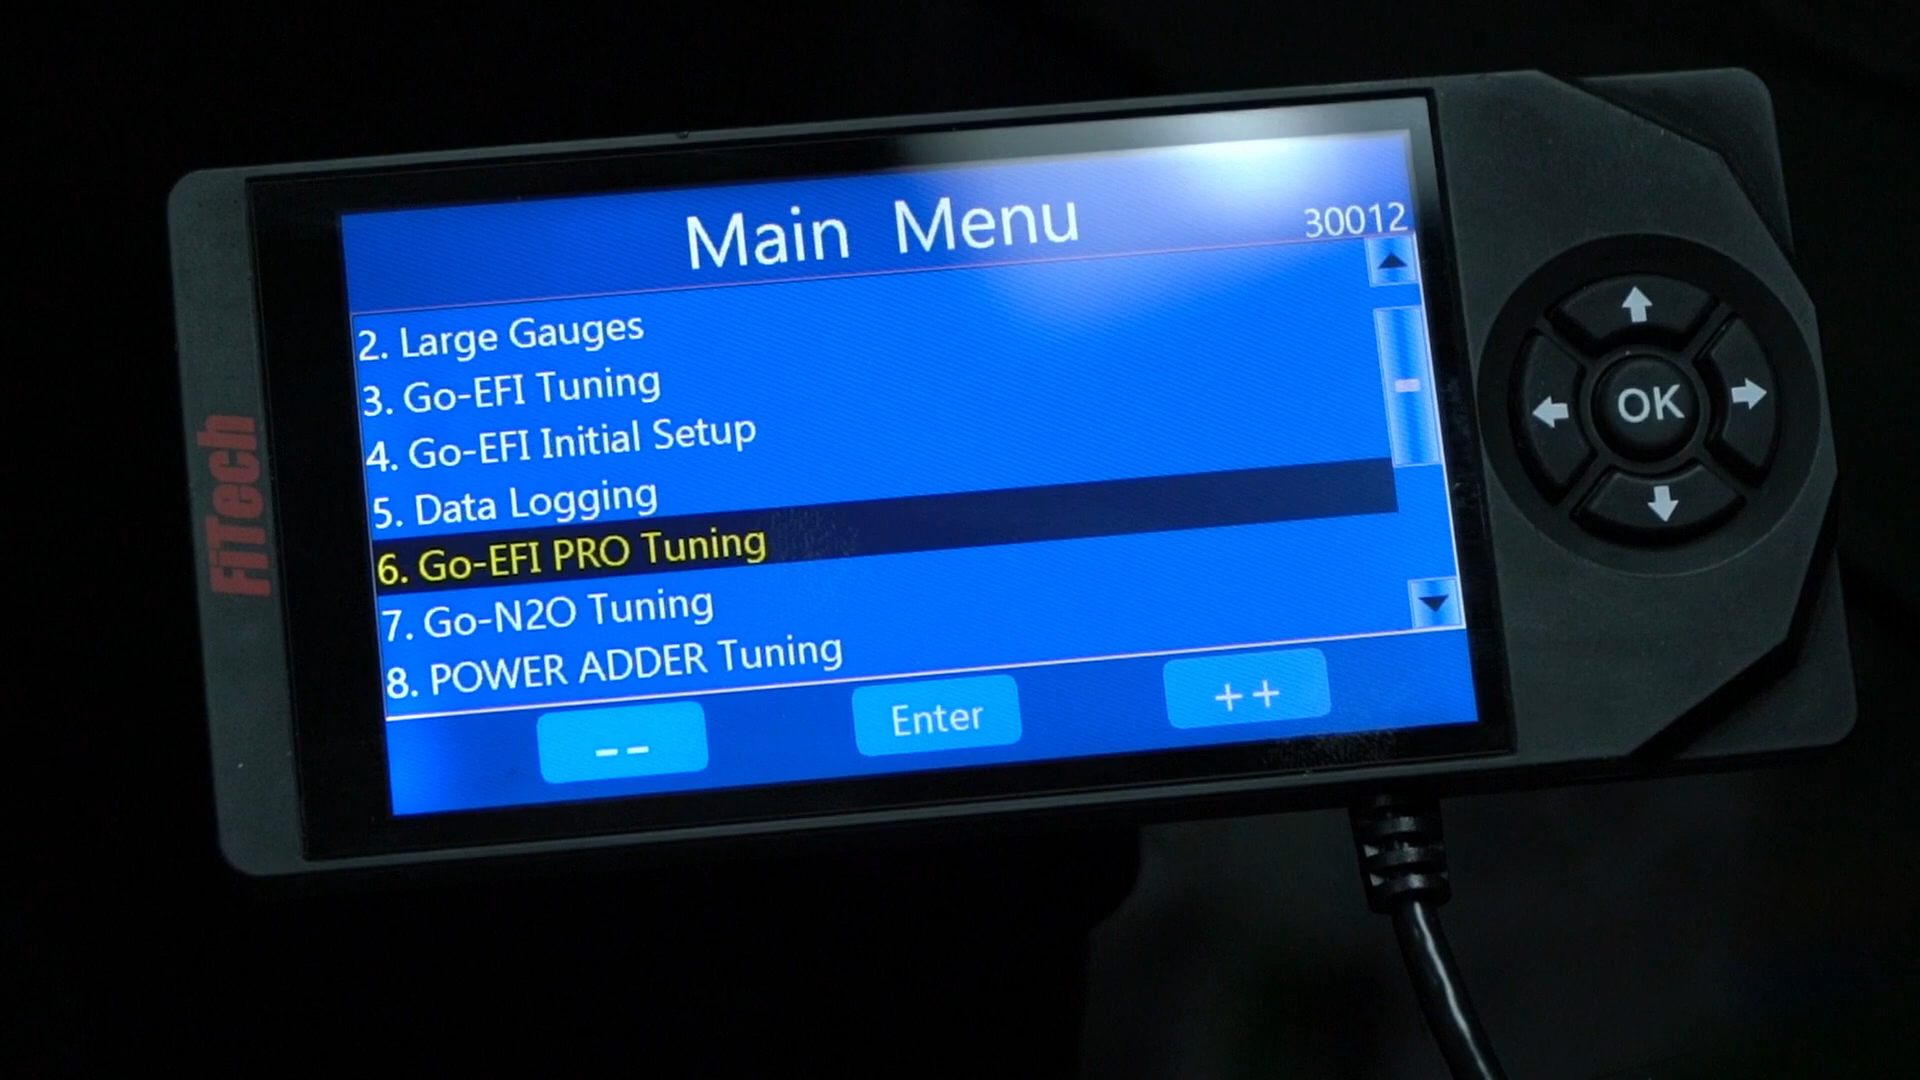 Main Menu
30012
2. Large Gauges
3. Go-EFI Tuning
4. Go-EFI Initial Setup
5. Data Logging
6. Go-EFI PRO Tuning
7. Go-N2O Tuning
8. POWER ADDER Tuning
--
Enter
++
FiTech
OK